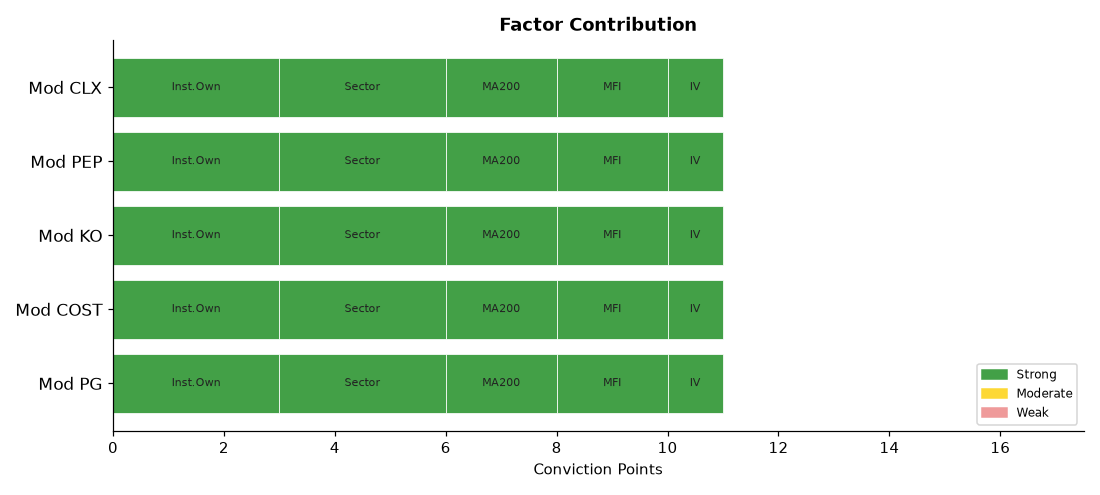 Factor Contribution
Mod CLX Inst.Own Sector MA200 MFI IV
Mod PEP Inst.Own Sector MA200 MFI IV
Mod KO Inst.Own Sector MA200 MFI IV
Mod COST Inst.Own Sector MA200 MFI IV
Mod PG Inst.Own Sector MA200 MFI IV
Strong
Moderate
Weak
0 2 4 6 8 10 12 14 16
Conviction Points